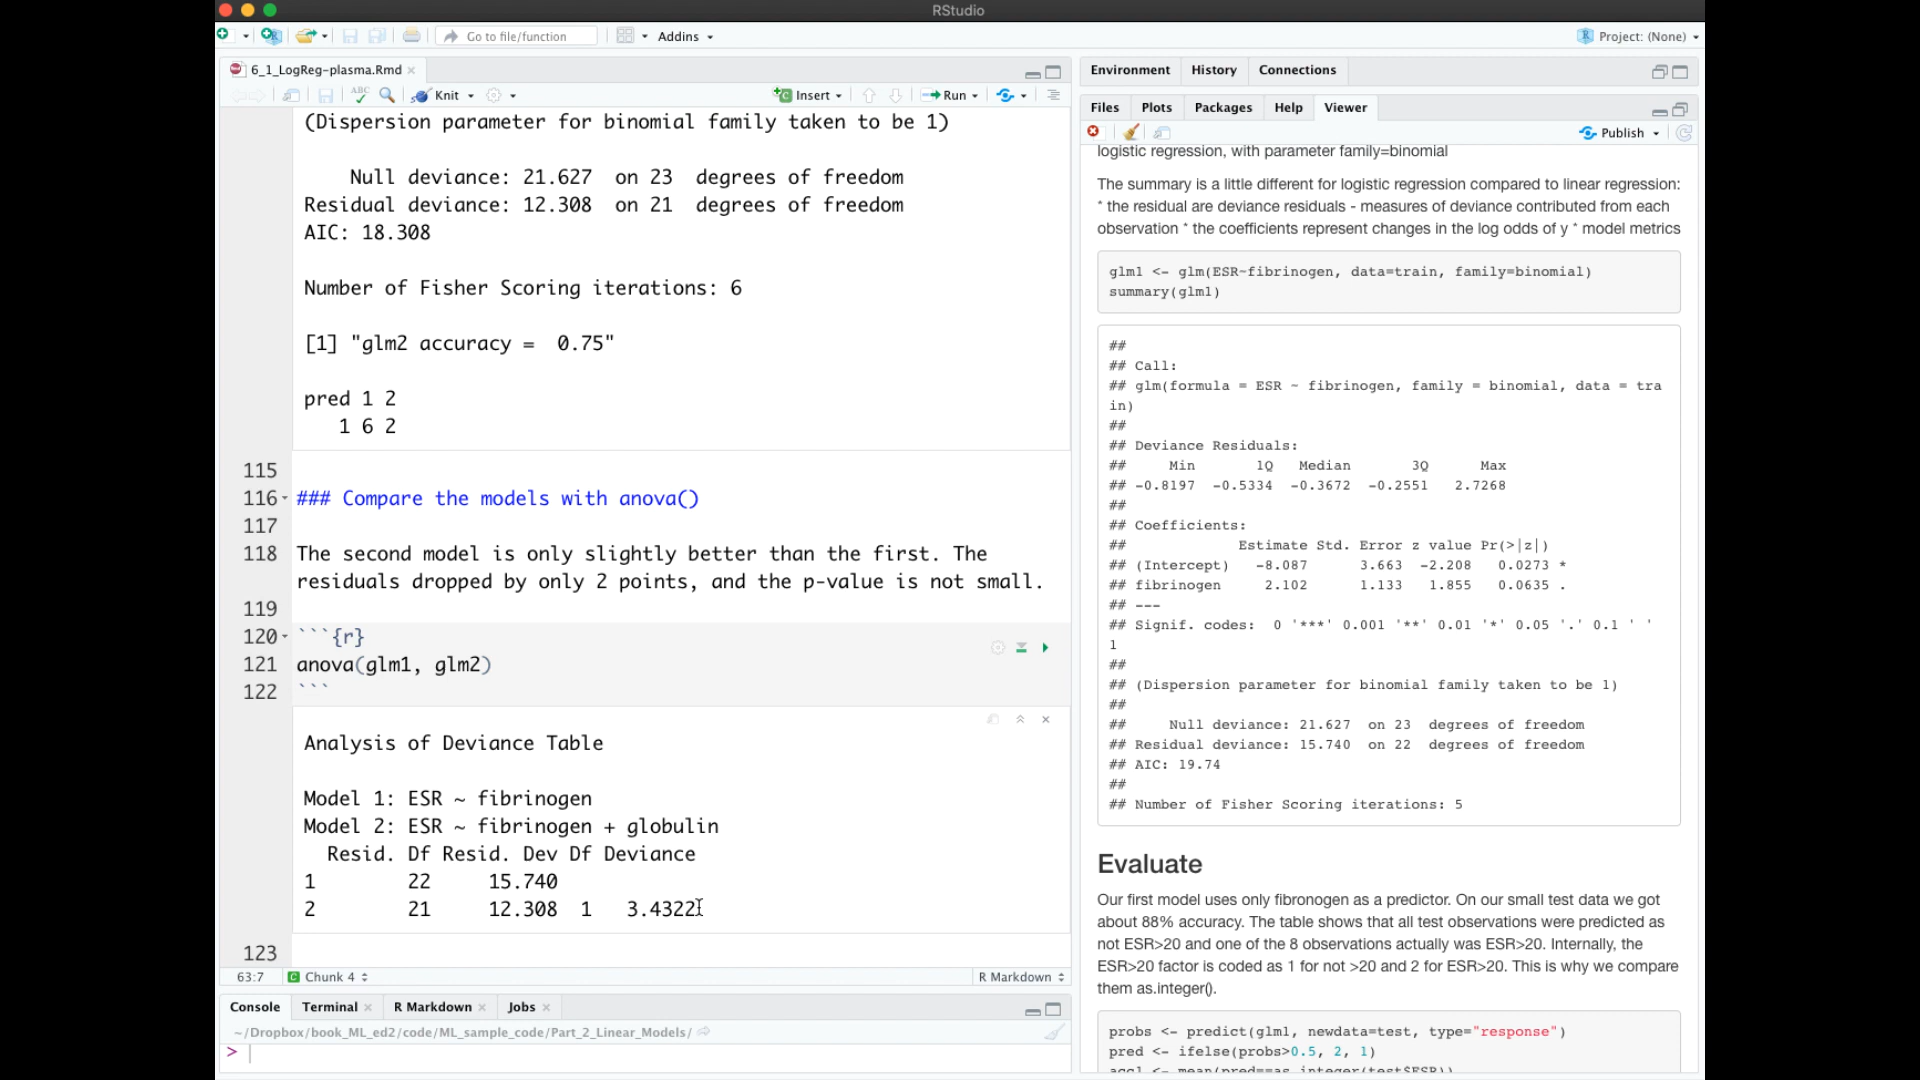 RStudio
Go to file/function
Addins
Project: (None)
6_1_LogReg-plasma.Rmd
ABC
Knit
Insert
Run
(Dispersion parameter for binomial family taken to be 1)
Null deviance: 21.627 on 23 degrees of freedom
Residual deviance: 12.308 on 21 degrees of freedom
AIC: 18.308
Number of Fisher Scoring iterations: 6
[1] "glm2 accuracy = 0.75"
pred 1 2
1 6 2
115
116 ### Compare the models with anova()
117
118 The second model is only slightly better than the first. The
residuals dropped by only 2 points, and the p-value is not small.
119
120 ```{r}
121 anova(glm1, glm2)
122 ```
Analysis of Deviance Table
Model 1: ESR ~ fibrinogen
Model 2: ESR ~ fibrinogen + globulin
Resid. Df Resid. Dev Df Deviance
1 22 15.740
2 21 12.308 1 3.4322
123
63:7 Chunk 4 R Markdown
Console Terminal R Markdown Jobs
~/Dropbox/book_ML_ed2/code/ML_sample_code/Part_2_Linear_Models/
>
Environment History Connections
Files Plots Packages Help Viewer
Publish
logistic regression, with parameter family=binomial
The summary is a little different for logistic regression compared to linear regression:
* the residual are deviance residuals - measures of deviance contributed from each
observation * the coefficients represent changes in the log odds of y * model metrics
glm1 <- glm(ESR~fibrinogen, data=train, family=binomial)
summary(glm1)
##
## Call:
## glm(formula = ESR ~ fibrinogen, family = binomial, data = tra
in)
##
## Deviance Residuals:
## Min 1Q Median 3Q Max
## -0.8197 -0.5334 -0.3672 -0.2551 2.7268
##
## Coefficients:
## Estimate Std. Error z value Pr(>|z|)
## (Intercept) -8.087 3.663 -2.208 0.0273 *
## fibrinogen 2.102 1.133 1.855 0.0635 .
## ---
## Signif. codes: 0 '***' 0.001 '**' 0.01 '*' 0.05 '.' 0.1 ' '
1
##
## (Dispersion parameter for binomial family taken to be 1)
##
## Null deviance: 21.627 on 23 degrees of freedom
## Residual deviance: 15.740 on 22 degrees of freedom
## AIC: 19.74
##
## Number of Fisher Scoring iterations: 5
Evaluate
Our first model uses only fibronogen as a predictor. On our small test data we got
about 88% accuracy. The table shows that all test observations were predicted as
not ESR>20 and one of the 8 observations actually was ESR>20. Internally, the
ESR>20 factor is coded as 1 for not >20 and 2 for ESR>20. This is why we compare
them as.integer().
probs <- predict(glm1, newdata=test, type="response")
pred <- ifelse(probs>0.5, 2, 1)
acc1 <- mean(pred==as.integer(test$ESR))